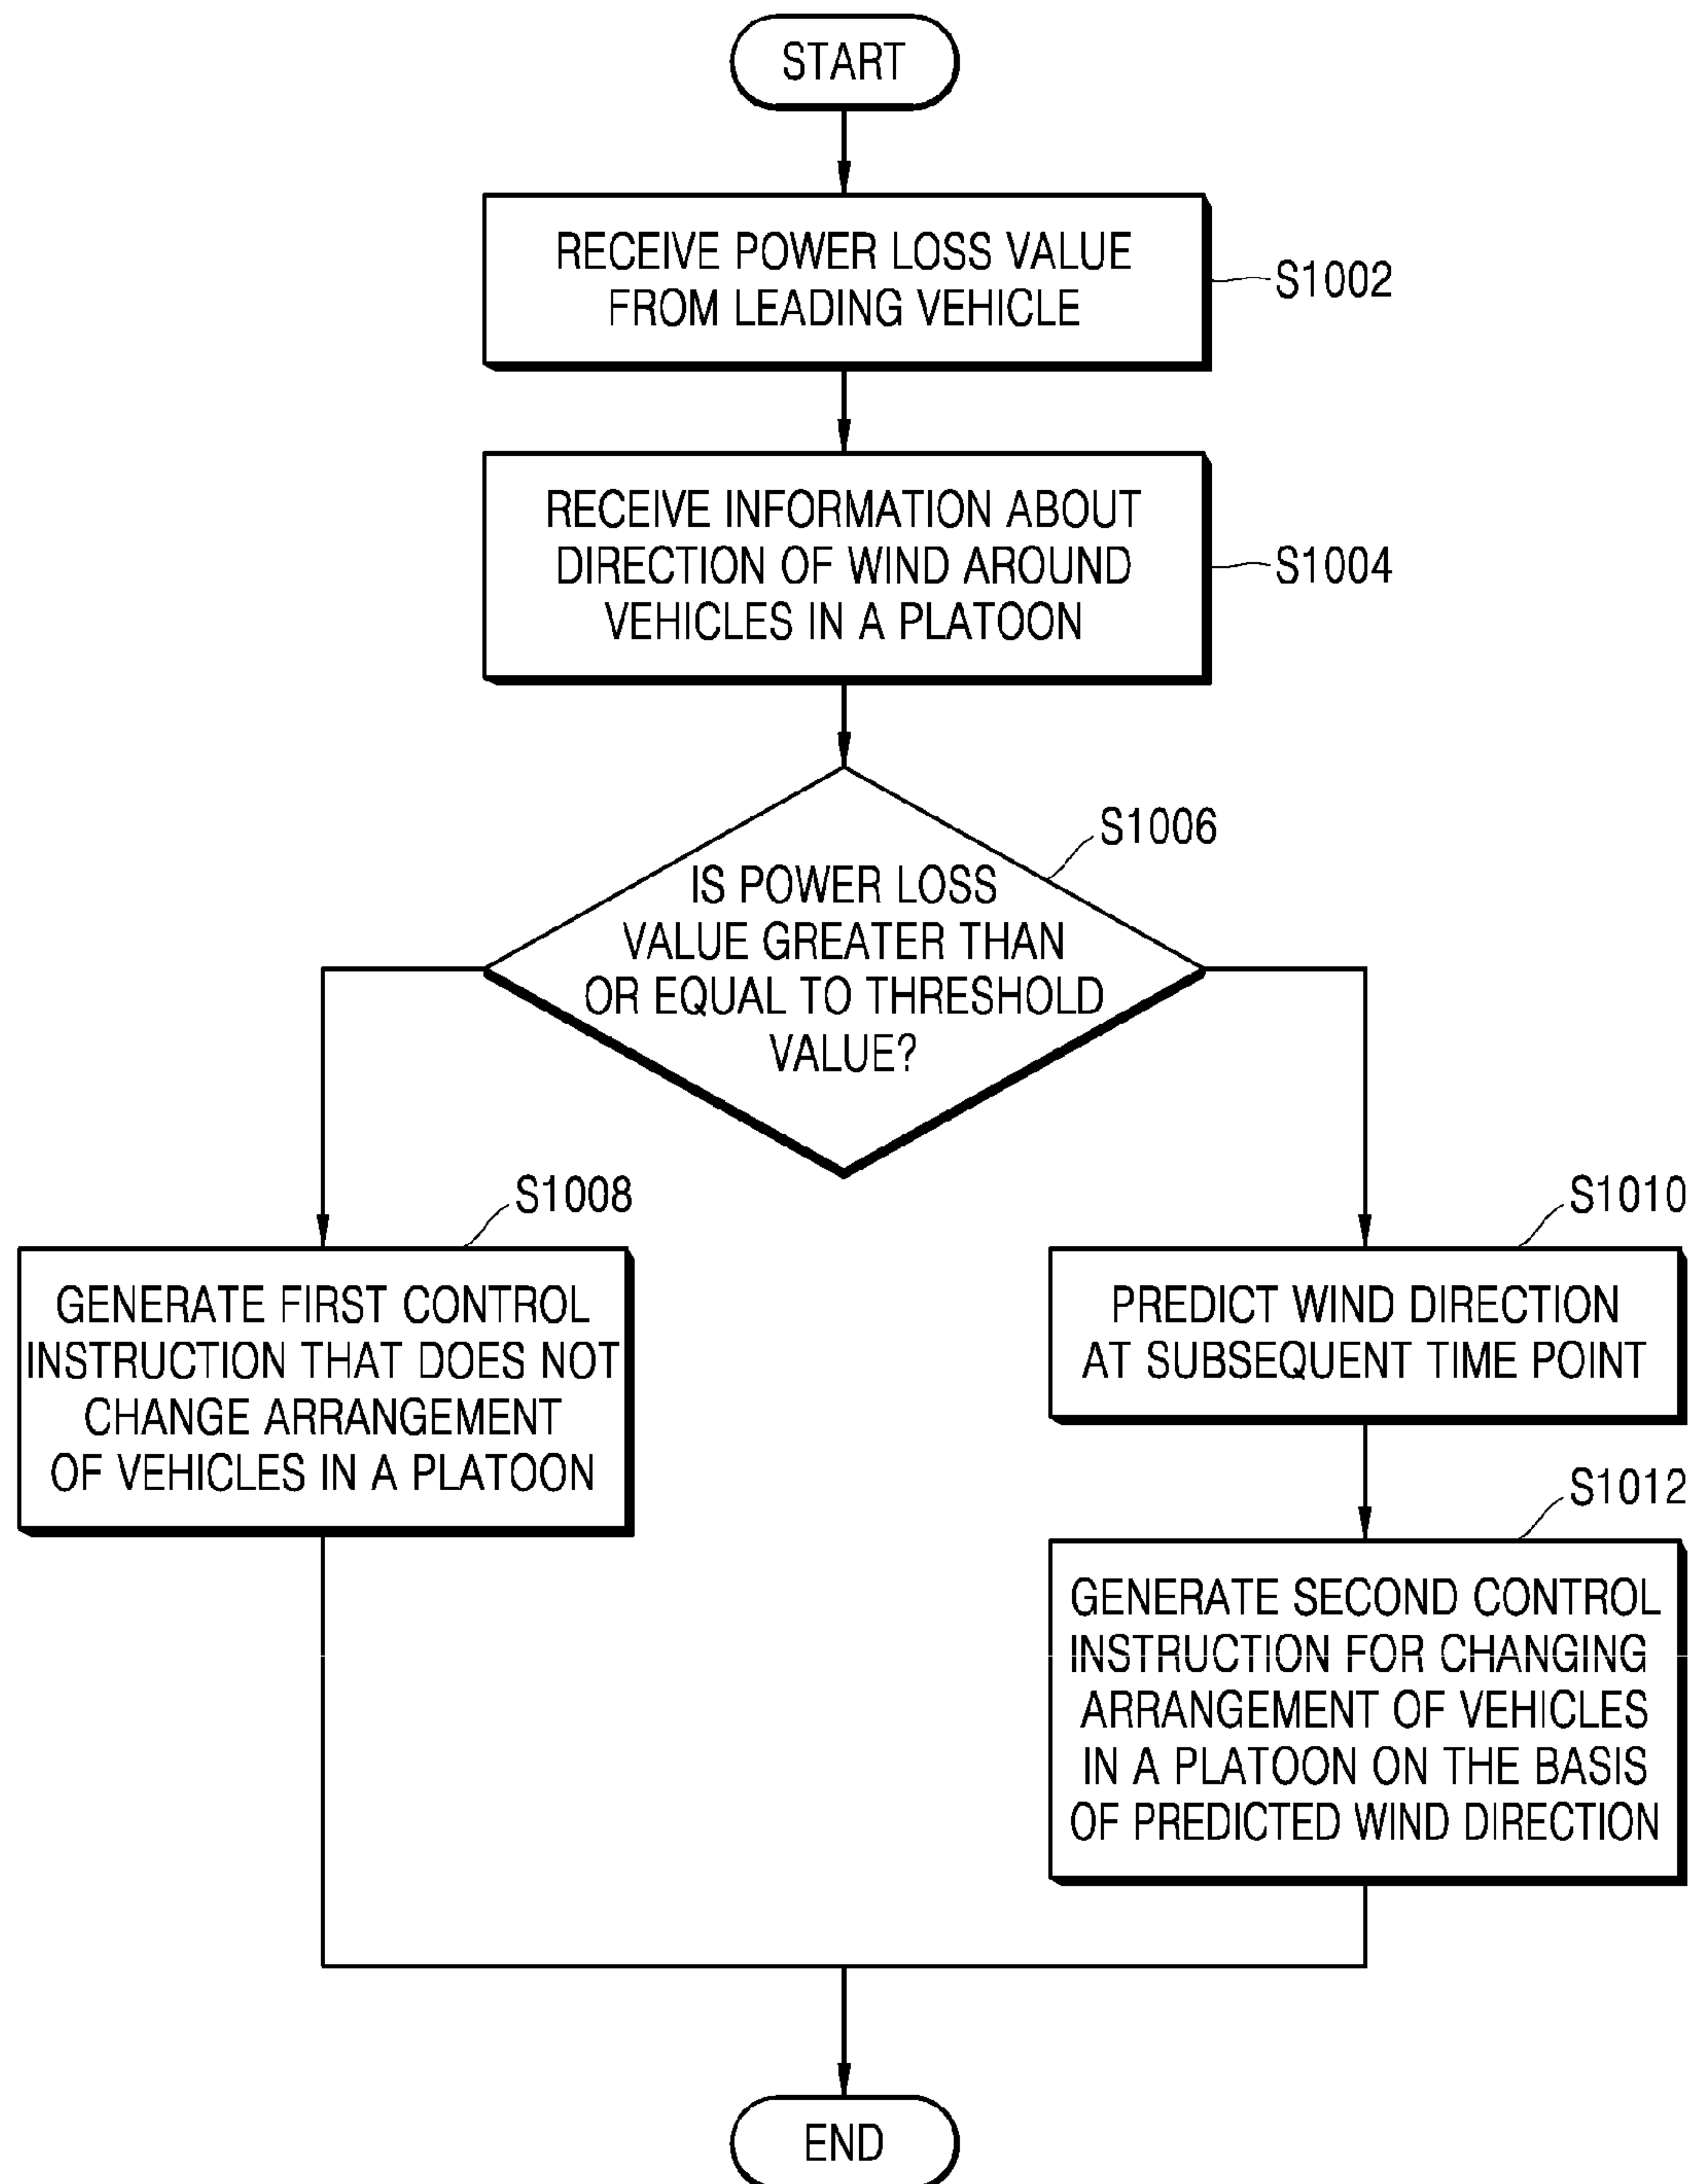 START
RECEIVE POWER LOSS VALUE
FROM LEADING VEHICLE
S1002
RECEIVE INFORMATION ABOUT
DIRECTION OF WIND AROUND
VEHICLES IN A PLATOON
S1004
S1006
IS POWER LOSS
VALUE GREATER THAN
OR EQUAL TO THRESHOLD
VALUE?
S1008
GENERATE FIRST CONTROL
INSTRUCTION THAT DOES NOT
CHANGE ARRANGEMENT
OF VEHICLES IN A PLATOON
S1010
PREDICT WIND DIRECTION
AT SUBSEQUENT TIME POINT
S1012
GENERATE SECOND CONTROL
INSTRUCTION FOR CHANGING
ARRANGEMENT OF VEHICLES
IN A PLATOON ON THE BASIS
OF PREDICTED WIND DIRECTION
END